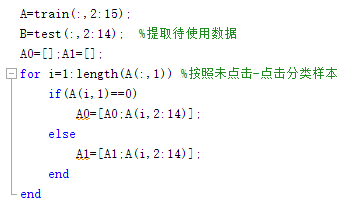 A=train(:,2:15);
B=test(:,2:14); %提取待使用数据
A0=[];A1=[];
for i=1:length(A(:,1)) %按照未点击-点击分类样本
if(A(i,1)==0)
A0=[A0;A(i,2:14)];
else
A1=[A1;A(i,2:14)];
end
end